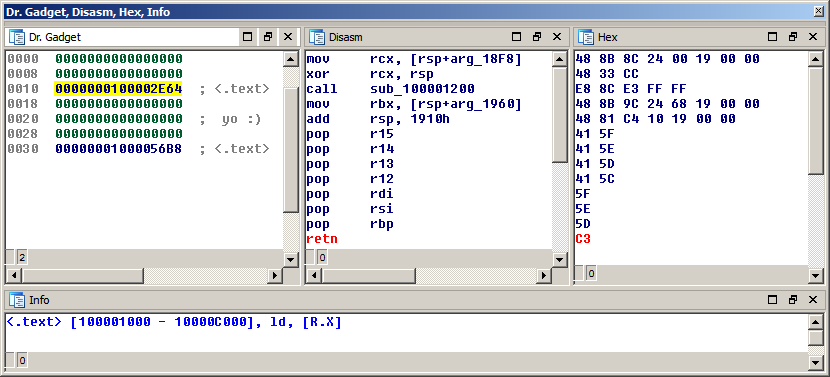 Dr. Gadget, Disasm, Hex, Info
Dr. Gadget
0000 0000000000000000
0008 0000000000000000
0010 0000000100002E64 ; <.text>
0018 0000000000000000
0020 0000000000000000 ; yo :)
0028 0000000000000000
0030 00000001000056B8 ; <.text>
2
Disasm
mov rcx, [rsp+arg_18F8]
xor rcx, rsp
call sub_100001200
mov rbx, [rsp+arg_1960]
add rsp, 1910h
pop r15
pop r14
pop r13
pop r12
pop rdi
pop rsi
pop rbp
retn
0
Hex
48 8B 8C 24 00 19 00 00
48 33 CC
E8 8C E3 FF FF
48 8B 9C 24 68 19 00 00
48 81 C4 10 19 00 00
41 5F
41 5E
41 5D
41 5C
5F
5E
5D
C3
0
Info
<.text> [100001000 - 10000C000], ld, [R.X]
0